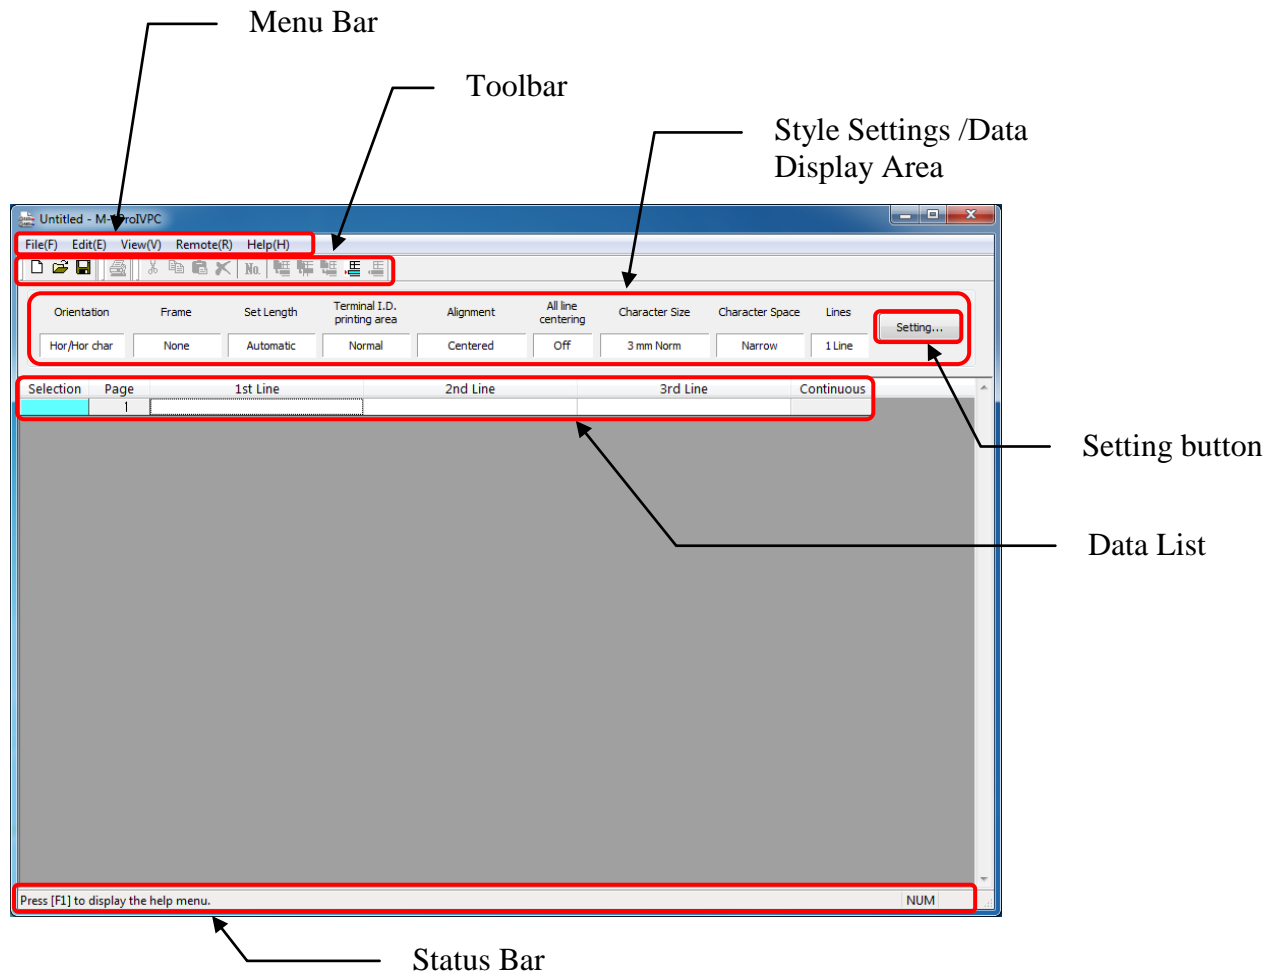 Menu Bar
Toolbar
Style Settings /Data
Display Area
Untitled - M-1ProIVPC
File(F) Edit(E) View(V) Remote(R) Help(H)
No.
Orientation Frame Set Length Terminal I.D. printing area Alignment All line centering Character Size Character Space Lines
Setting...
Hor/Hor char None Automatic Normal Centered Off 3 mm Norm Narrow 1 Line
Selection Page 1st Line 2nd Line 3rd Line Continuous
1
Setting button
Data List
Press [F1] to display the help menu. NUM
Status Bar